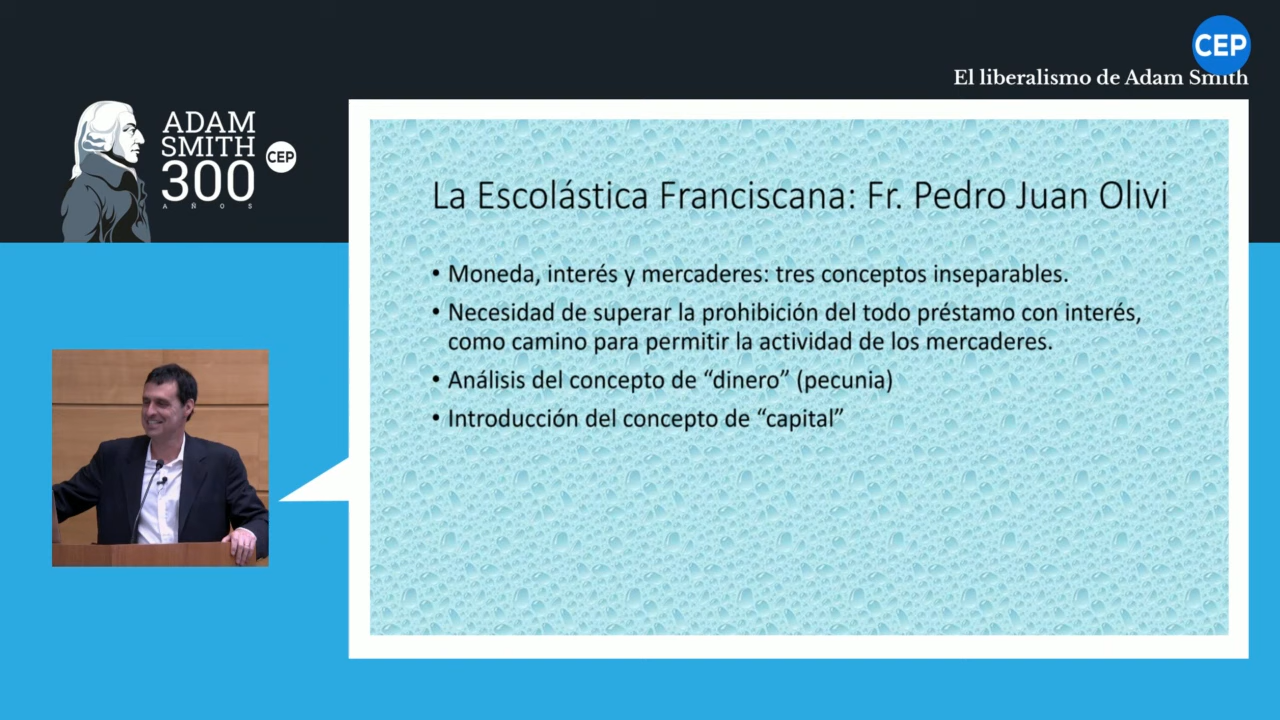 CEP
El liberalismo de Adam Smith
ADAM
SMITH
300
AÑOS
CEP
La Escolástica Franciscana: Fr. Pedro Juan Olivi
• Moneda, interés y mercaderes: tres conceptos inseparables.
• Necesidad de superar la prohibición del todo préstamo con interés,
como camino para permitir la actividad de los mercaderes.
• Análisis del concepto de “dinero” (pecunia)
• Introducción del concepto de “capital”